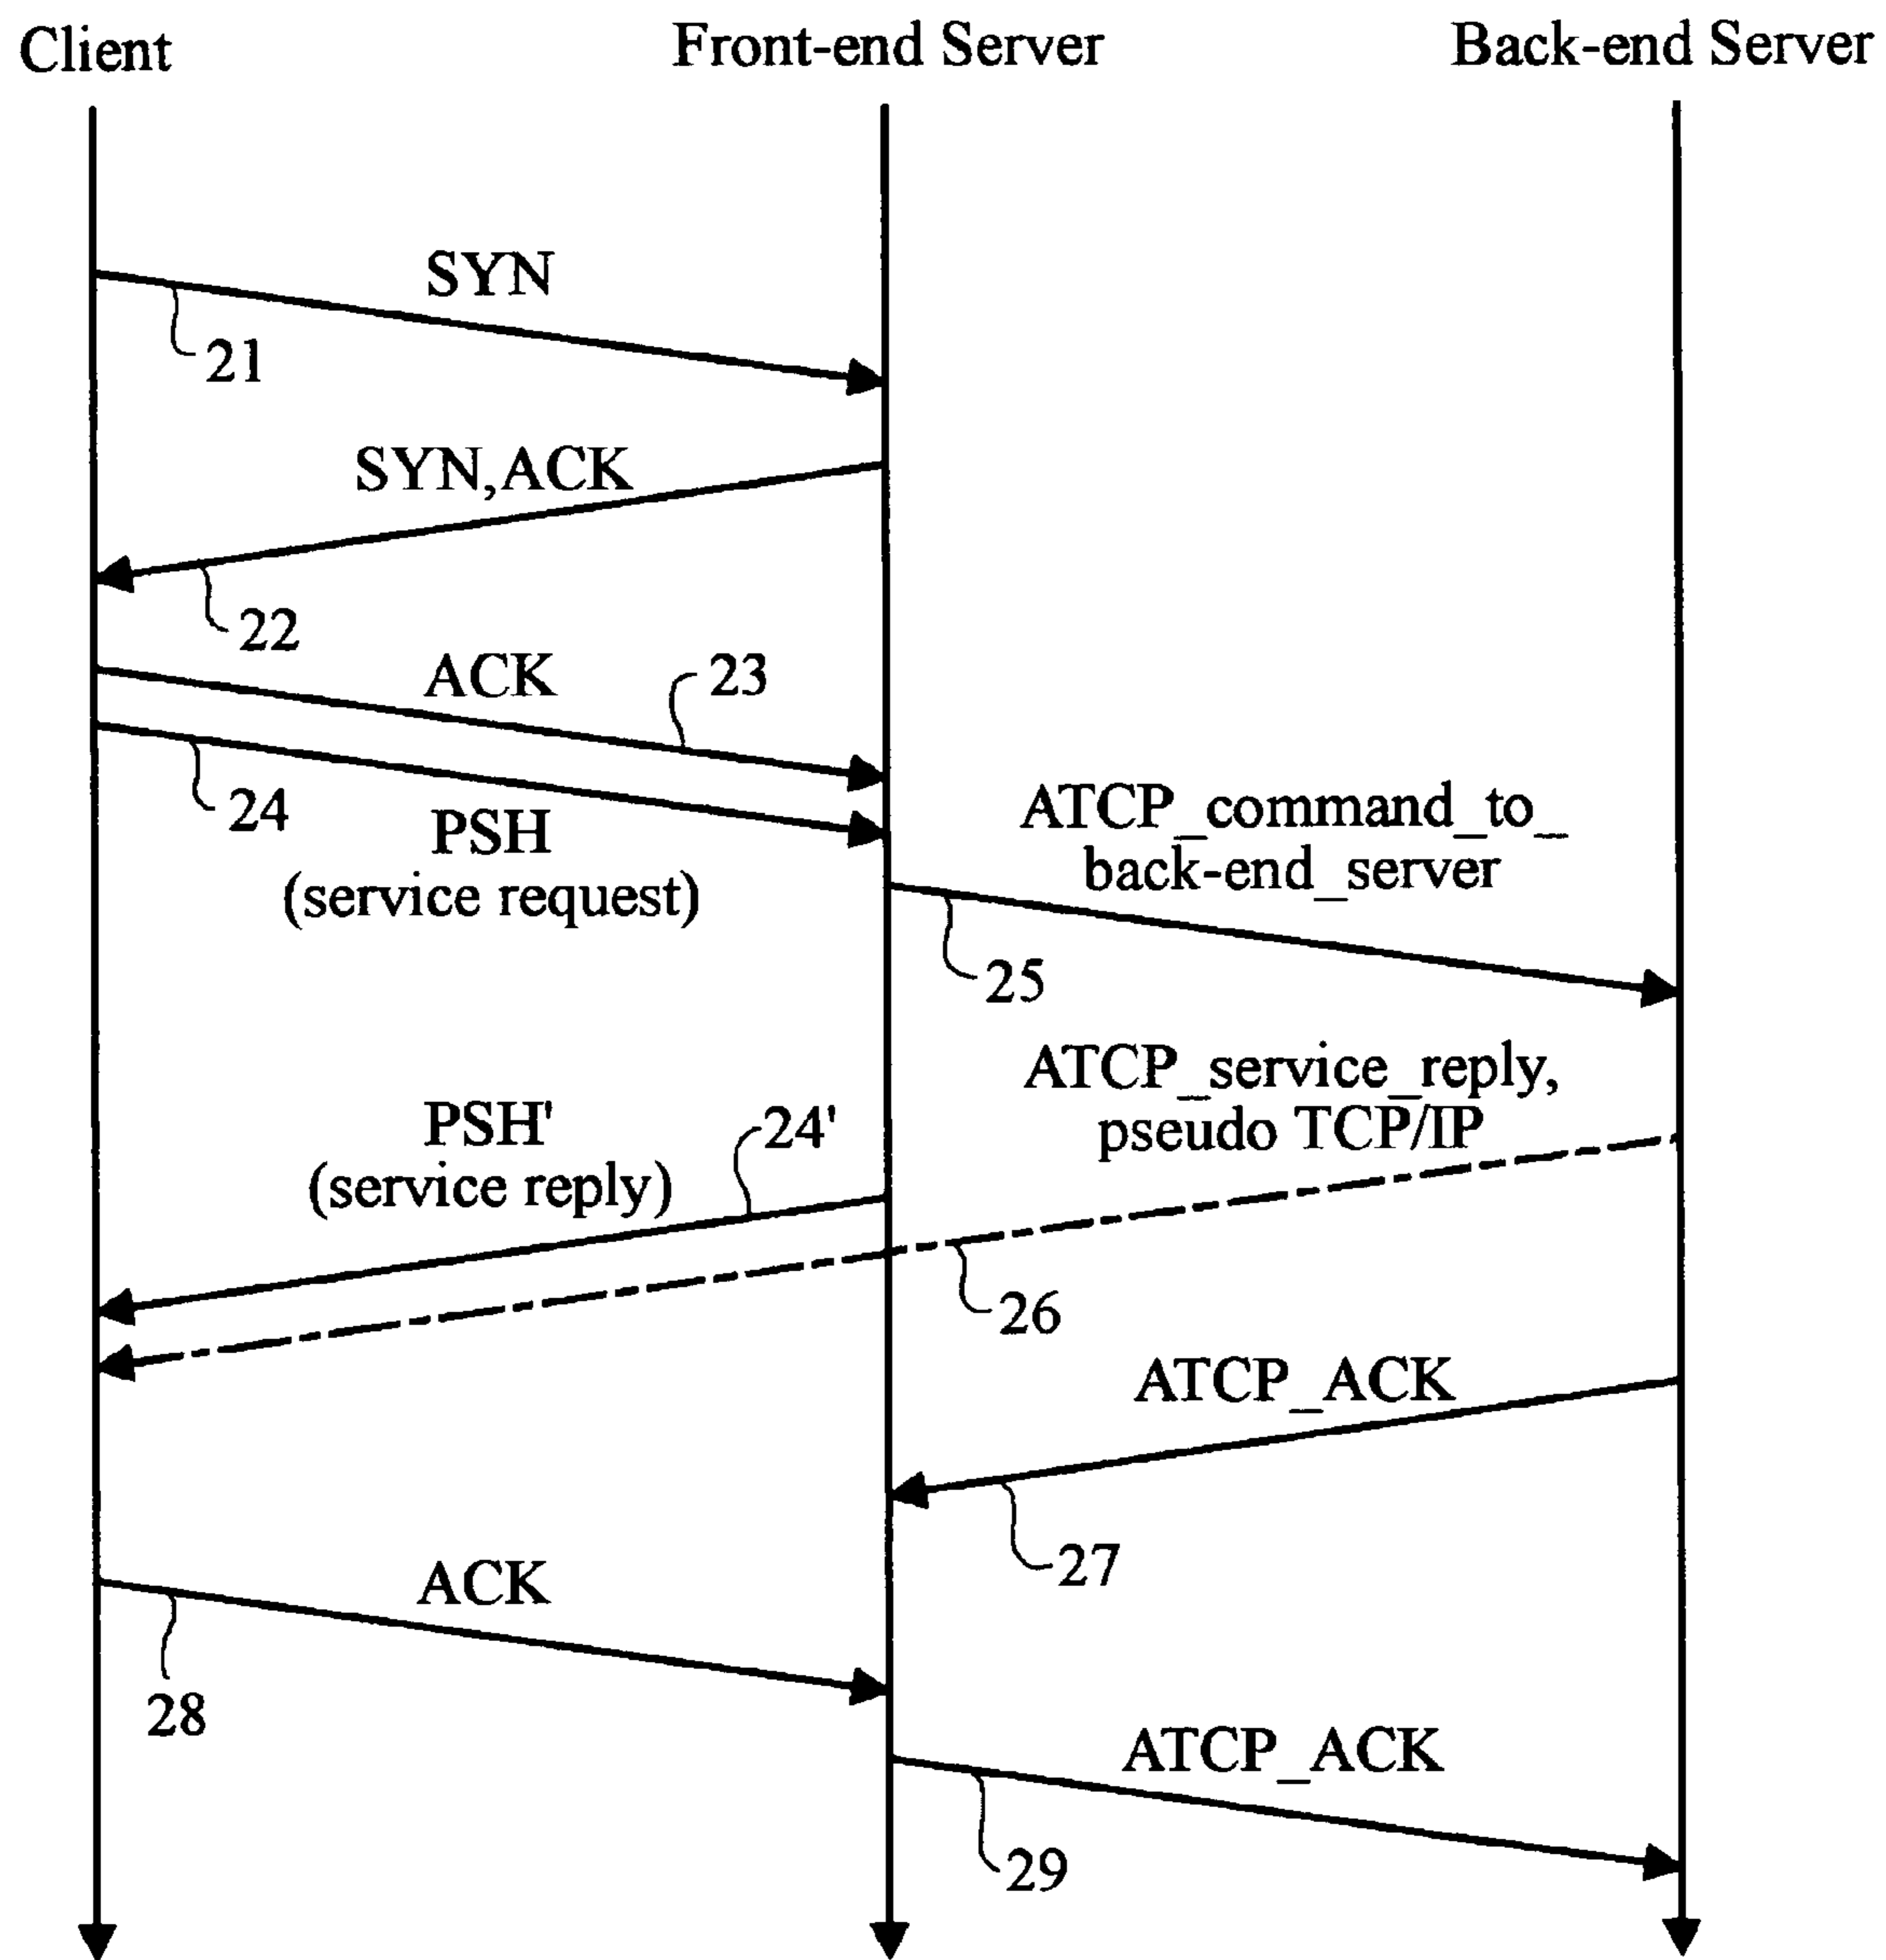 Client
Front-end Server
Back-end Server
SYN
21
SYN,ACK
22
ACK
23
24
PSH
(service request)
ATCP_command_to_
back-end_server
25
ATCP_service_reply,
pseudo TCP/IP
PSH'
(service reply)
24'
26
ATCP_ACK
27
ACK
28
ATCP_ACK
29